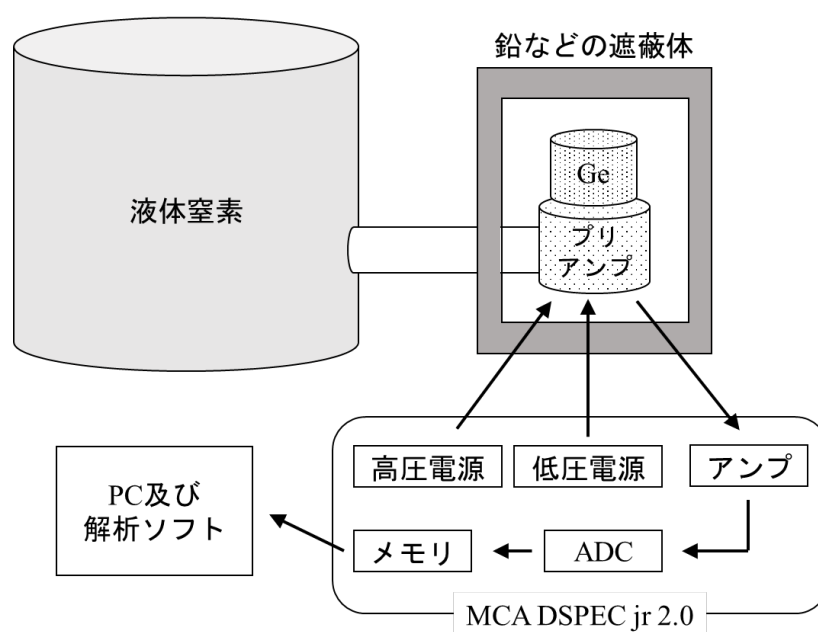 鉛などの遮蔽体
Ge
液体窒素
プリ
アンプ
高圧電源
低圧電源
アンプ
PC及び
解析ソフト
メモリ
ADC
MCA DSPEC jr 2.0